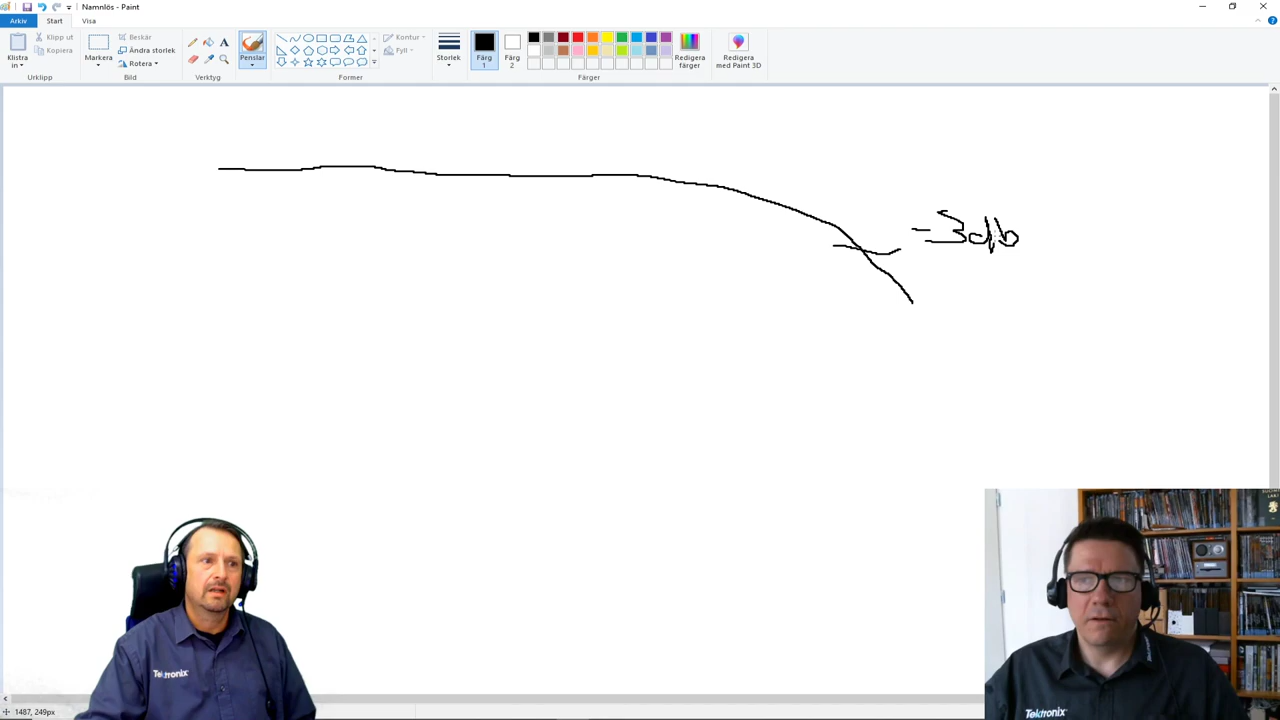 Namnlös - Paint
Arkiv Start Visa
Klistra in
Klipp ut
Kopiera
Urklipp
Markera
Beskär
Ändra storlek
Rotera
Bild
Verktyg
Penslar
Kontur
Fyll
Former
Storlek
Färg 1
Färg 2
Redigera färger
Färger
Redigera med Paint 3D
-3db
Tektronix
Tektronix
1487, 249px